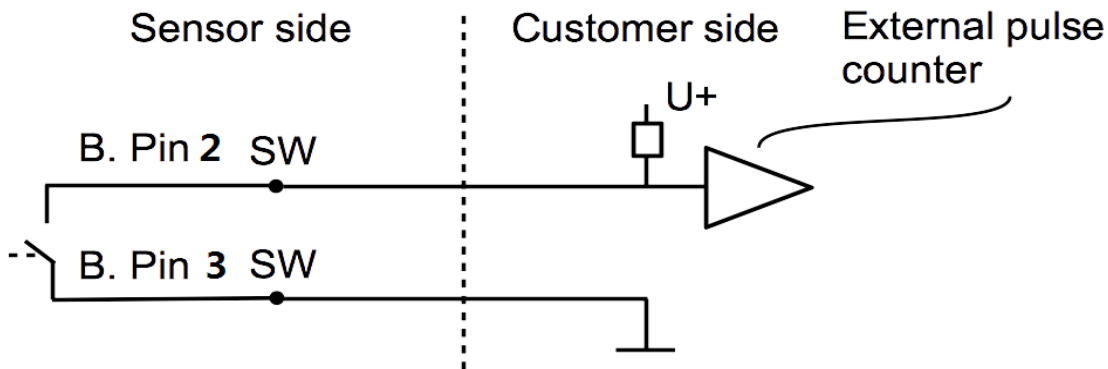 Sensor side
Customer side
External pulse
counter
U+
B. Pin 2 SW
B. Pin 3 SW